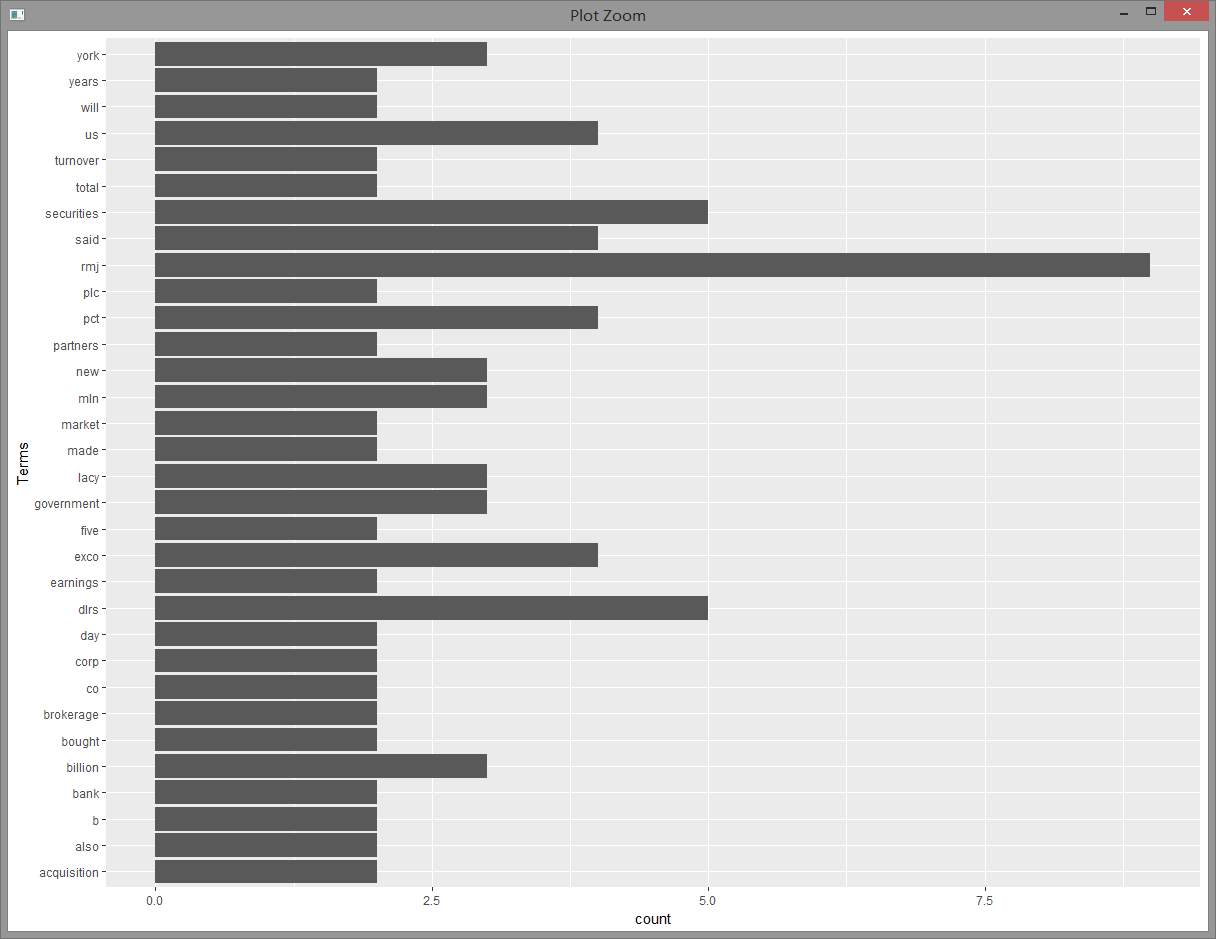 Plot Zoom
york
years
will
us
turnover
total
securities
said
rmj
plc
pct
partners
new
mln
market
made
lacy
government
five
exco
earnings
dlrs
day
corp
co
brokerage
bought
billion
bank
b
also
acquisition
Terms
0.0 2.5 5.0 7.5
count